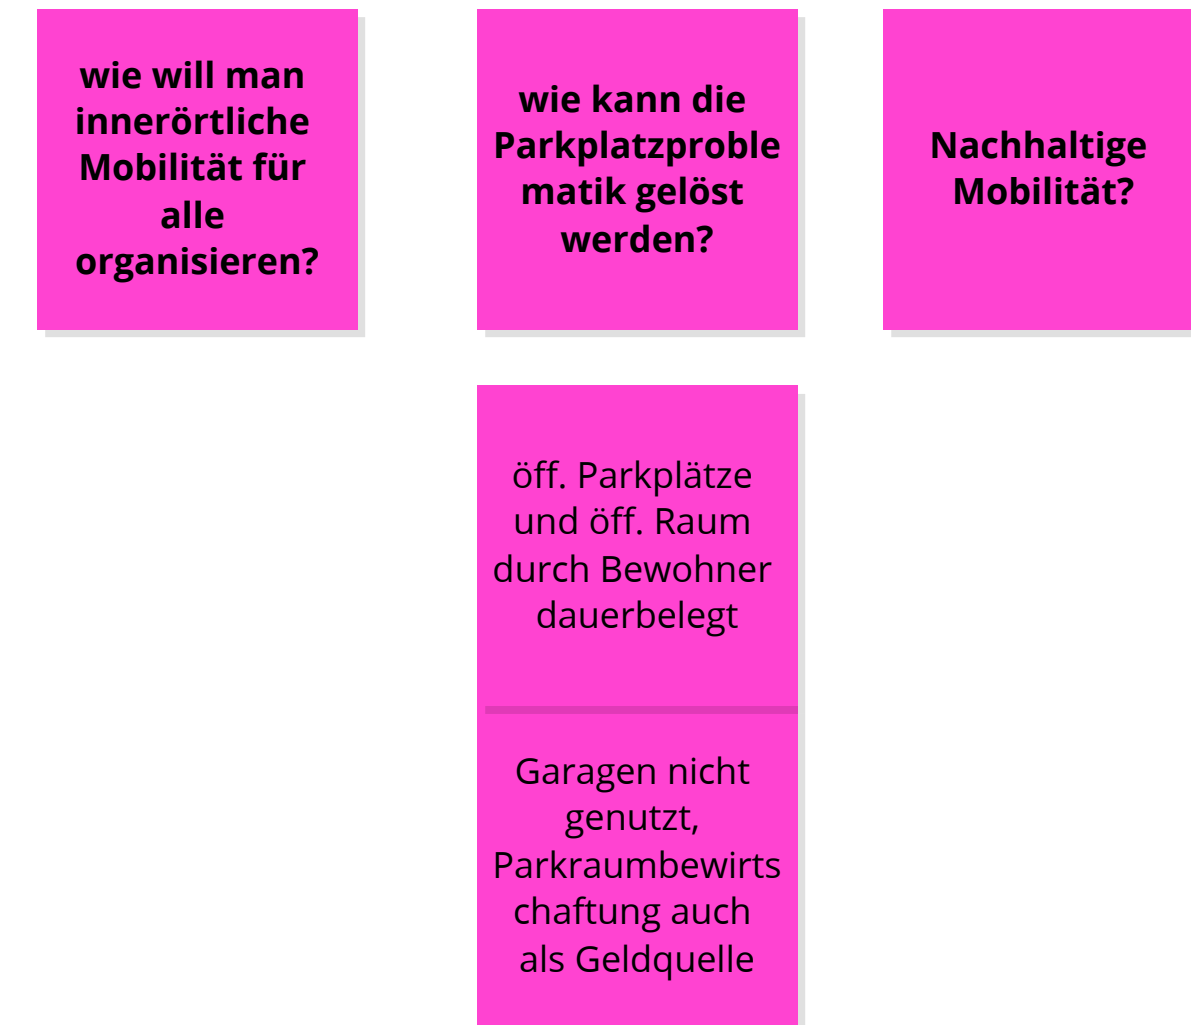 wie will man
innerörtliche
Mobilität für
alle
organisieren?
wie kann die
Parkplatzproble
matik gelöst
werden?
Nachhaltige
Mobilität?
öff. Parkplätze
und öff. Raum
durch Bewohner
dauerbelegt
Garagen nicht
genutzt,
Parkraumbewirts
chaftung auch
als Geldquelle